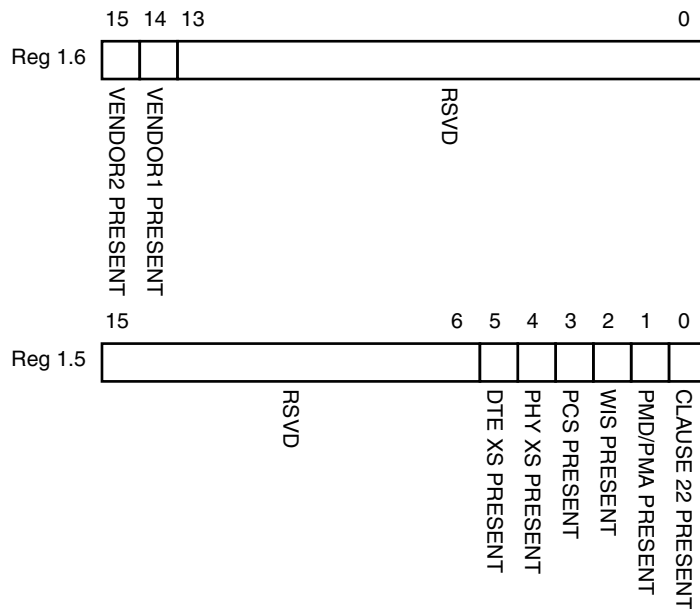 15 14 13 0
Reg 1.6
VENDOR2 PRESENT
VENDOR1 PRESENT
RSVD
15 6 5 4 3 2 1 0
Reg 1.5
RSVD
DTE XS PRESENT
PHY XS PRESENT
PCS PRESENT
WIS PRESENT
PMD/PMA PRESENT
CLAUSE 22 PRESENT